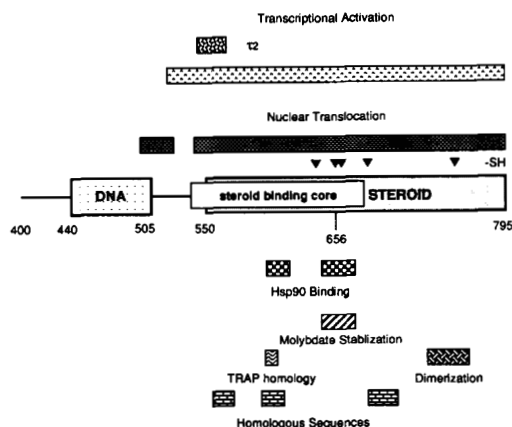 Transcriptional Activation
τ2
Nuclear Translocation
-SH
DNA
steroid binding core
STEROID
400 440 505 550 656 795
Hsp90 Binding
Molybdate Stablization
TRAP homology
Dimerization
Homologous Sequences